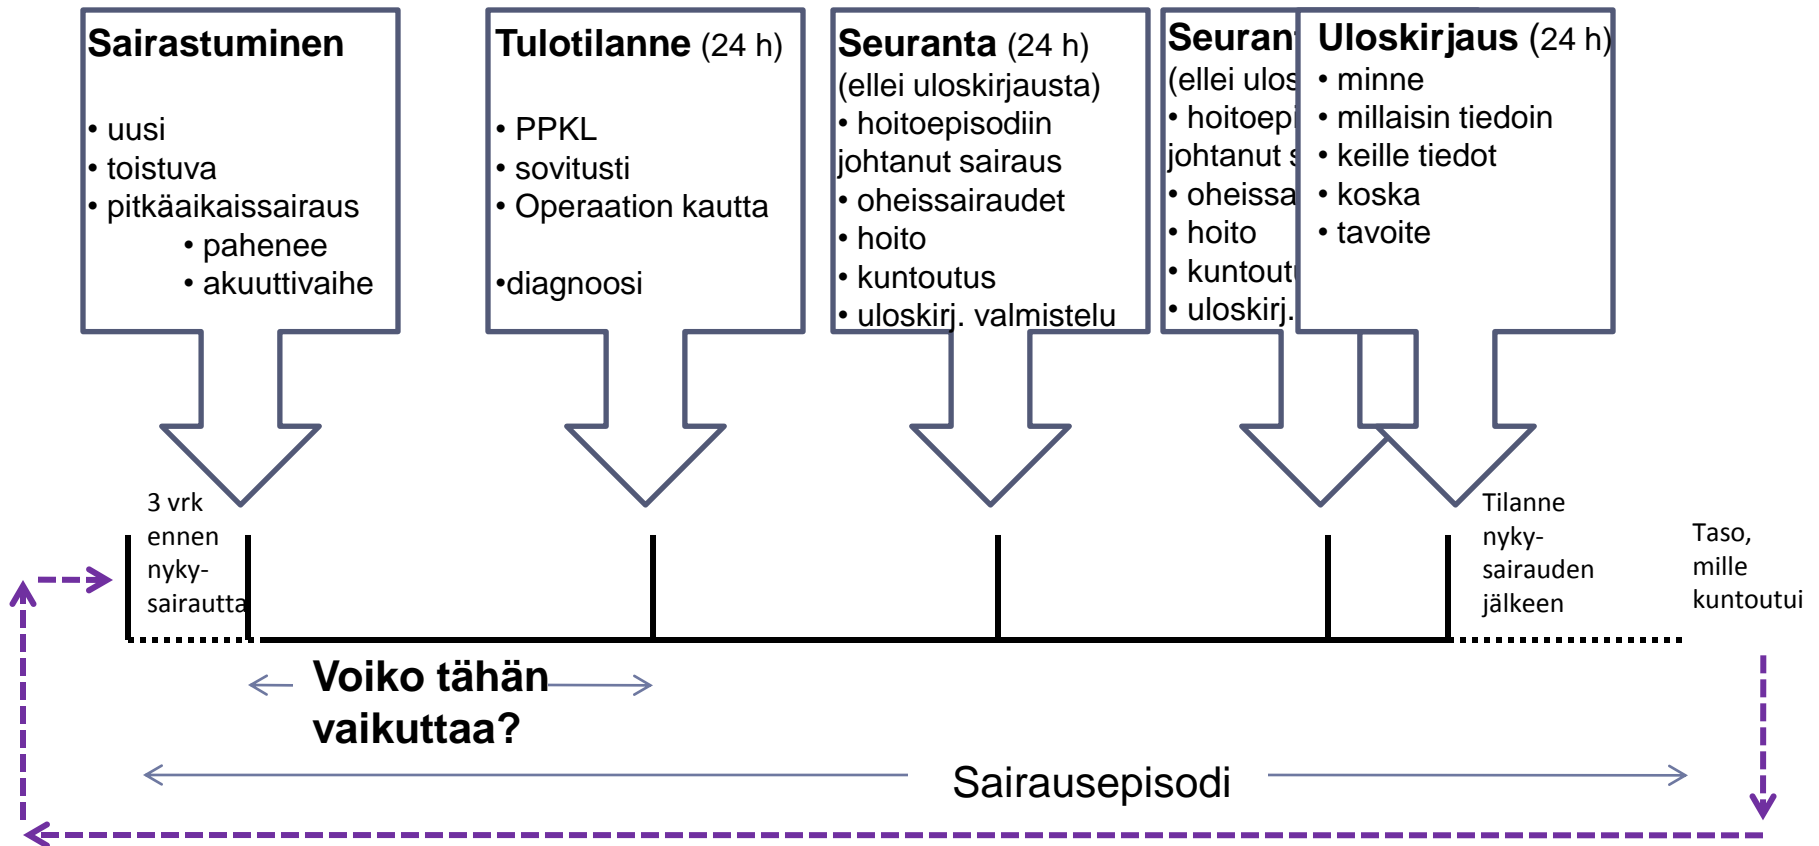 Sairastuminen
• uusi
• toistuva
• pitkäaikaissairaus
• pahenee
• akuuttivaihe
Tulotilanne (24 h)
• PPKL
• sovitusti
• Operaation kautta
•diagnoosi
Seuranta (24 h)
(ellei uloskirjausta)
• hoitoepisodiin
johtanut sairaus
• oheissairaudet
• hoito
• kuntoutus
• uloskirj. valmistelu
Seuran
(ellei ulos
• hoitoepi
johtanut s
• oheissa
• hoito
• kuntout
• uloskirj.
Uloskirjaus (24 h)
• minne
• millaisin tiedoin
• keille tiedot
• koska
• tavoite
3 vrk
ennen
nyky-
sairautta
Tilanne
nyky-
sairauden
jälkeen
Taso,
mille
kuntoutui
Voiko tähän
vaikuttaa?
Sairausepisodi